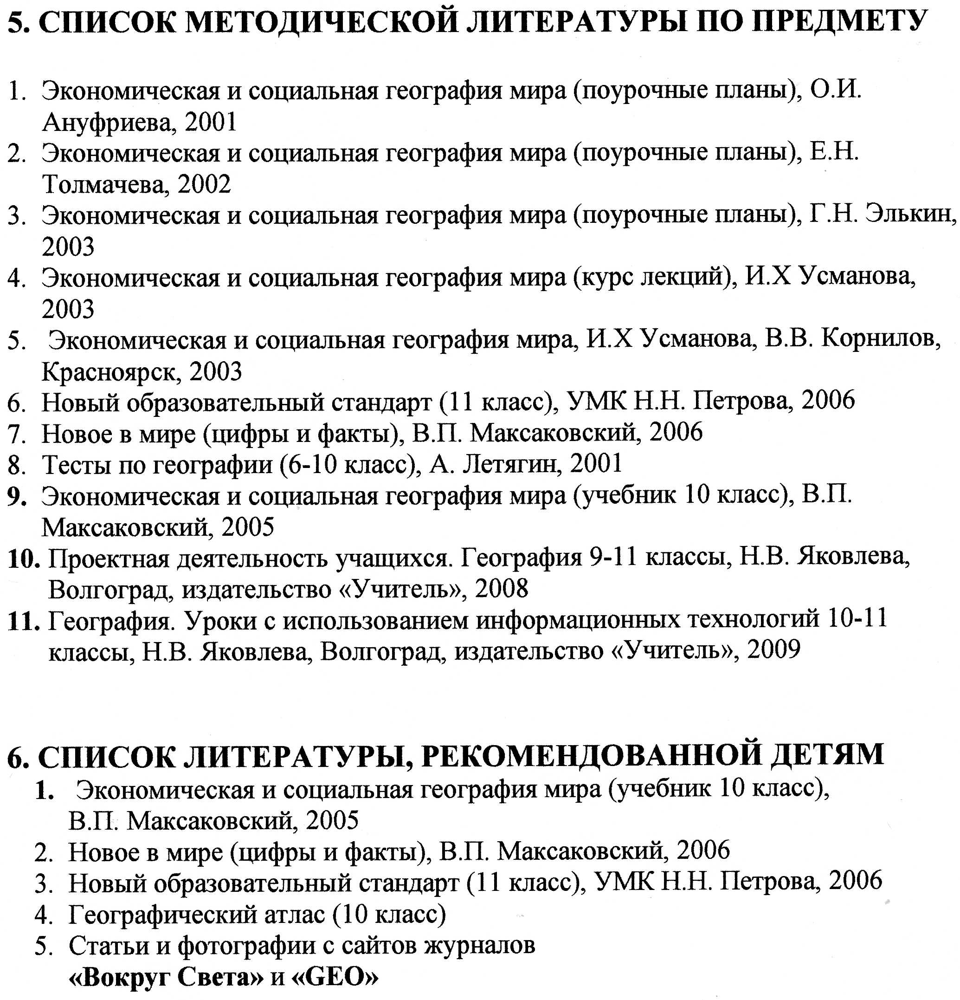 5. СПИСОК МЕТОДИЧЕСКОЙ ЛИТЕРАТУРЫ ПО ПРЕДМЕТУ
1. Экономическая и социальная география мира (поурочные планы), О.И.
Ануфриева, 2001
2. Экономическая и социальная география мира (поурочные планы), Е.Н.
Толмачева, 2002
3. Экономическая и социальная география мира (поурочные планы), Г.Н. Элькин,
2003
4. Экономическая и социальная география мира (курс лекций), И.Х Усманова,
2003
5. Экономическая и социальная география мира, И.Х Усманова, В.В. Корнилов,
Красноярск, 2003
6. Новый образовательный стандарт (11 класс), УМК Н.Н. Петрова, 2006
7. Новое в мире (цифры и факты), В.П. Максаковский, 2006
8. Тесты по географии (6-10 класс), А. Летягин, 2001
9. Экономическая и социальная география мира (учебник 10 класс), В.П.
Максаковский, 2005
10. Проектная деятельность учащихся. География 9-11 классы, Н.В. Яковлева,
Волгоград, издательство «Учитель», 2008
11. География. Уроки с использованием информационных технологий 10-11
классы, Н.В. Яковлева, Волгоград, издательство «Учитель», 2009
6. СПИСОК ЛИТЕРАТУРЫ, РЕКОМЕНДОВАННОЙ ДЕТЯМ
1. Экономическая и социальная география мира (учебник 10 класс),
В.П. Максаковский, 2005
2. Новое в мире (цифры и факты), В.П. Максаковский, 2006
3. Новый образовательный стандарт (11 класс), УМК Н.Н. Петрова, 2006
4. Географический атлас (10 класс)
5. Статьи и фотографии с сайтов журналов
«Вокруг Света» и «GEO»